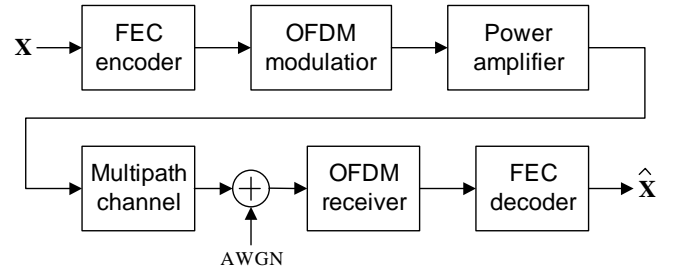 X
FEC
encoder
OFDM
modulatior
Power
amplifier
Multipath
channel
OFDM
receiver
FEC
decoder
X̂
AWGN